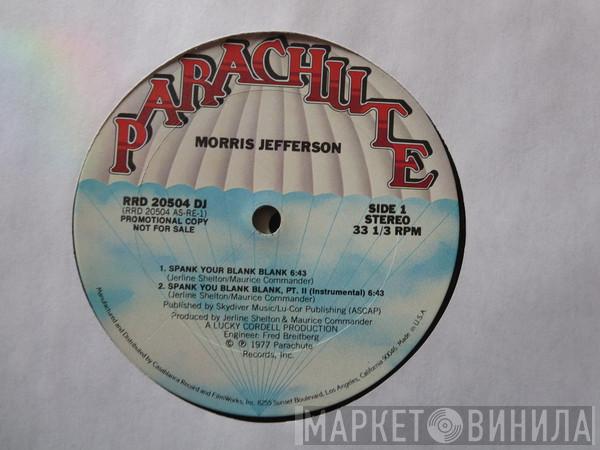 PARACHUTE
MORRIS JEFFERSON
RRD 20504 DJ
(RRD 20504 AS-RE-1)
PROMOTIONAL COPY
NOT FOR SALE
SIDE 1
STEREO
33 1/3 RPM
1. SPANK YOUR BLANK BLANK 6:43
(Jerline Shelton/Maurice Commander)
2. SPANK YOU BLANK BLANK, PT. II (Instrumental) 6:43
(Jerline Shelton/Maurice Commander)
Published by Skydiver Music/Lu-Cor Publishing (ASCAP)
Produced by Jerline Shelton & Maurice Commander
A LUCKY CORDELL PRODUCTION
Engineer: Fred Breitberg
© ℗ 1977 Parachute
Records, Inc.
Manufactured and Distributed by Casablanca Record and FilmWorks, Inc. 8255 Sunset Boulevard, Los Angeles, California 90046. Made in U.S.A.
МАРКЕТ ВИНИЛА